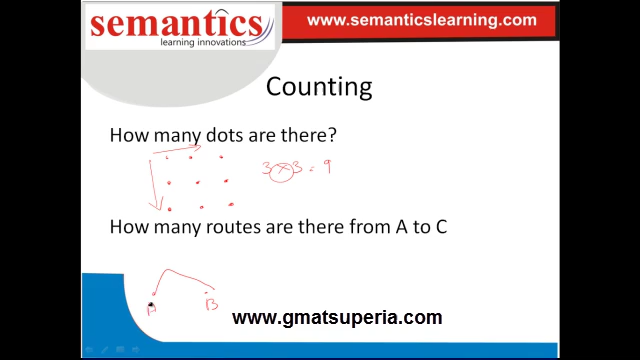 semantics
learning innovations
www.semanticslearning.com
Counting
How many dots are there?
3 × 3 = 9
How many routes are there from A to C
A B
www.gmatsuperia.com